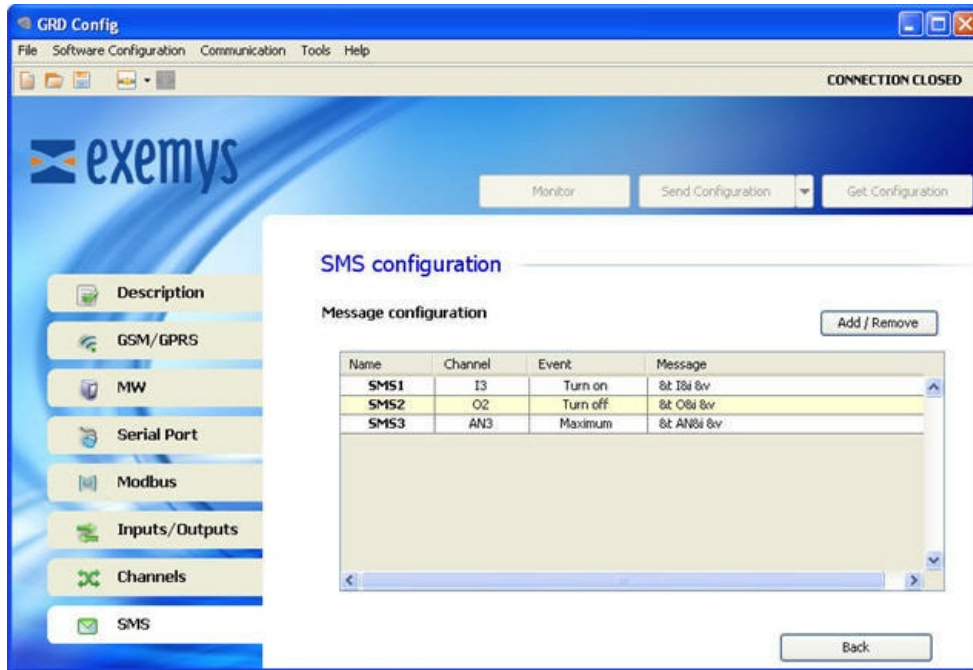 GRD Config
File Software Configuration Communication Tools Help
CONNECTION CLOSED
exemys
Monitor Send Configuration Get Configuration
SMS configuration
Description
Message configuration
Add / Remove
GSM/GPRS
Name Channel Event Message
SMS1 I3 Turn on &t I&i &v
MW
SMS2 O2 Turn off &t O&i &v
SMS3 AN3 Maximum &t AN&i &v
Serial Port
Modbus
Inputs/Outputs
Channels
SMS
Back